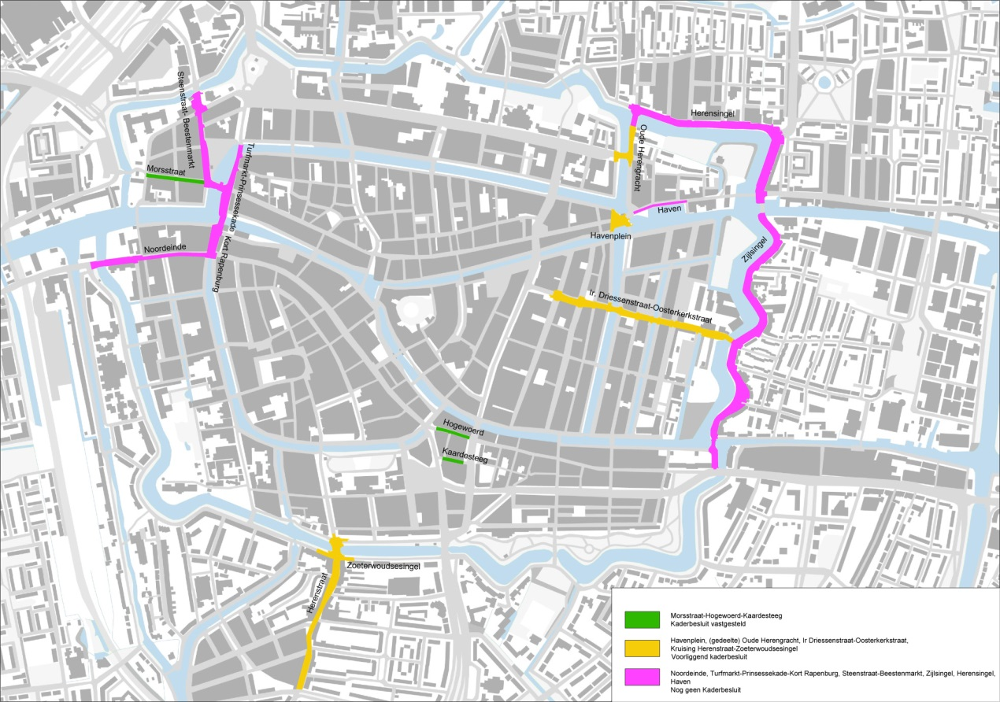 Steenstraat- Beestenmarkt
Herensingel
Oude Herengracht
Turfmarkt-Prinsessekade Kort Rapenburg
Morsstraat
Haven
Havenplein
Noordeinde
Zijlsingel
Ir. Driessenstraat-Oosterkerkstraat
Hogewoerd
Kaardesteeg
Zoeterwoudsesingel
Herenstraat
Morsstraat-Hogewoerd-Kaardesteeg
Kaderbesluit vastgesteld
Havenplein, (gedeelte) Oude Herengracht, Ir Driessenstraat-Oosterkerkstraat,
Kruising Herenstraat-Zoeterwoudsesingel
Voorliggend kaderbesluit
Noordeinde, Turfmarkt-Prinsessekade-Kort Rapenburg, Steenstraat-Beestenmarkt, Zijlsingel, Herensingel,
Haven
Nog geen Kaderbesluit